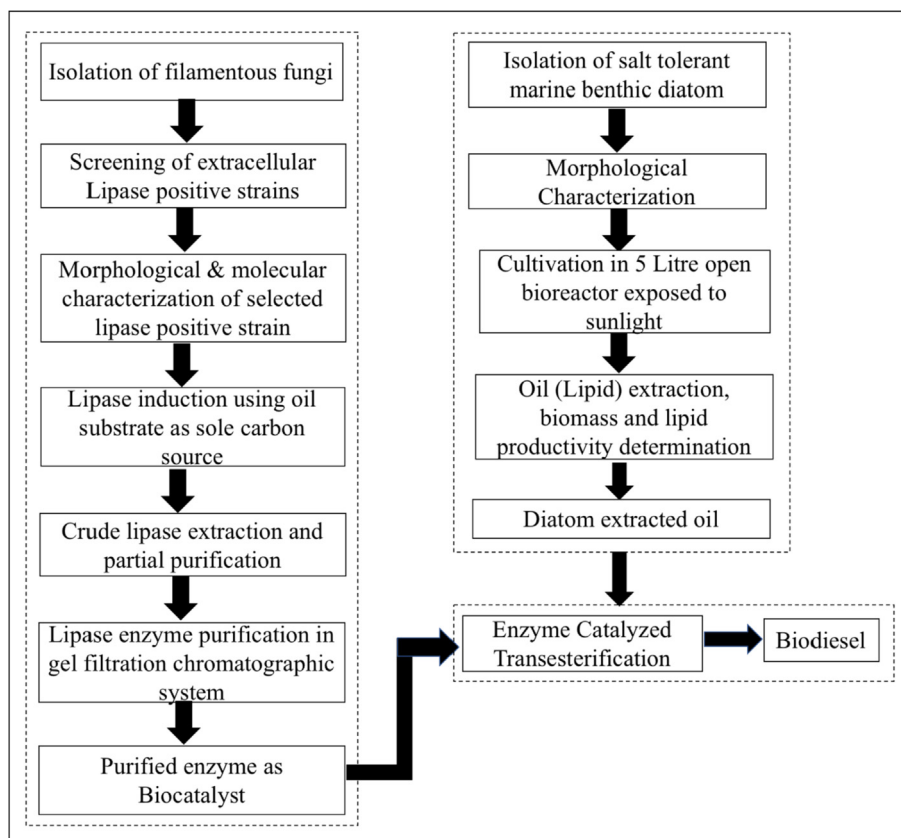 Isolation of filamentous fungi
Screening of extracellular
Lipase positive strains
Morphological & molecular
characterization of selected
lipase positive strain
Lipase induction using oil
substrate as sole carbon
source
Crude lipase extraction and
partial purification
Lipase enzyme purification in
gel filtration chromatographic
system
Purified enzyme as
Biocatalyst
Isolation of salt tolerant
marine benthic diatom
Morphological
Characterization
Cultivation in 5 Litre open
bioreactor exposed to
sunlight
Oil (Lipid) extraction,
biomass and lipid
productivity determination
Diatom extracted oil
Enzyme Catalyzed
Transesterification
Biodiesel